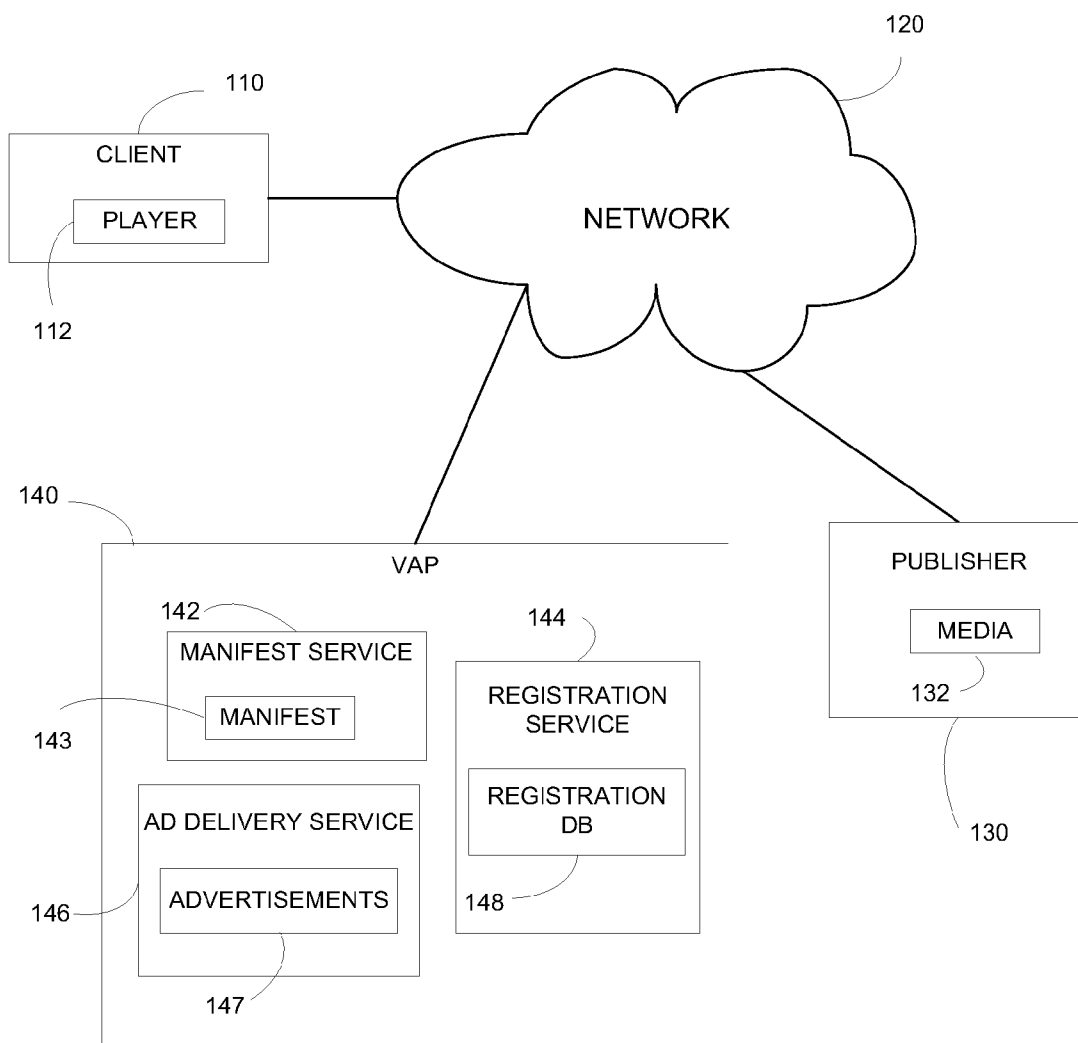 120
110
CLIENT
PLAYER
NETWORK
112
140
VAP
PUBLISHER
142
144
MEDIA
MANIFEST SERVICE
132
REGISTRATION
SERVICE
MANIFEST
143
REGISTRATION
DB
AD DELIVERY SERVICE
130
ADVERTISEMENTS
148
146
147